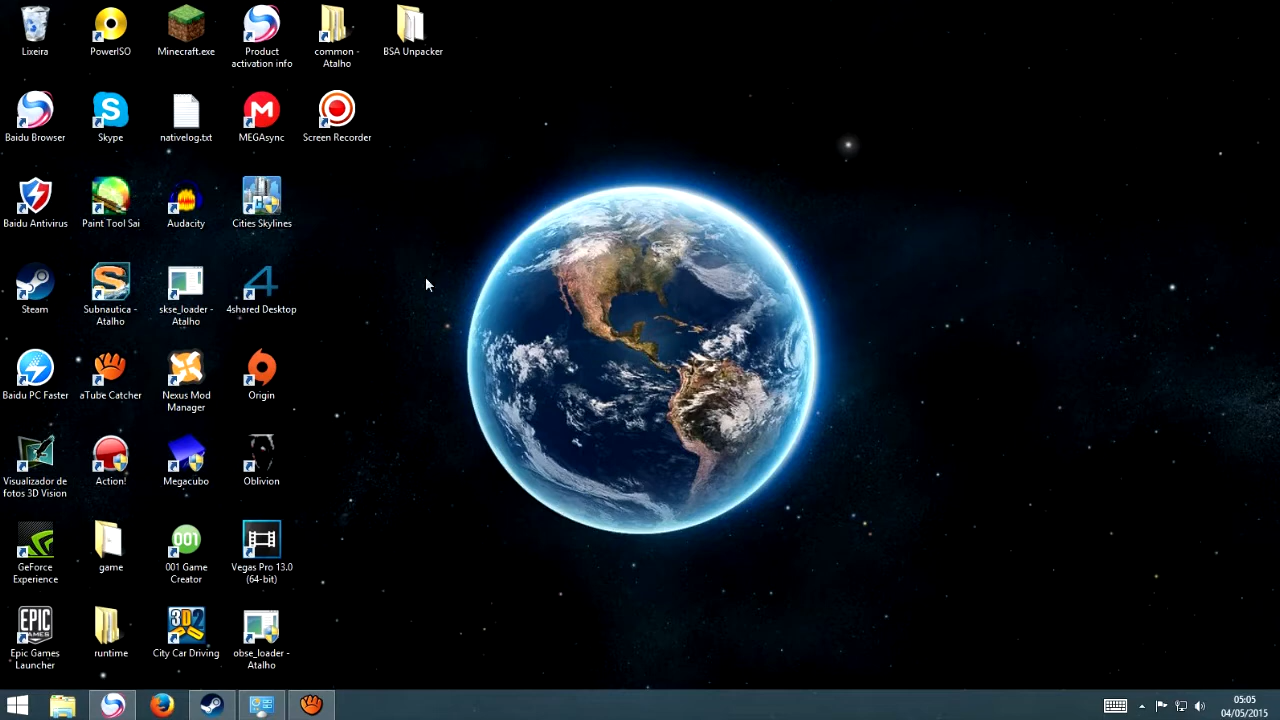 Lixeira
PowerISO
Minecraft.exe
Product
activation info
common -
Atalho
BSA Unpacker
Baidu Browser
Skype
nativelog.txt
MEGAsync
Screen Recorder
Baidu Antivirus
Paint Tool Sai
Audacity
Cities Skylines
Steam
Subnautica -
Atalho
skse_loader -
Atalho
4shared Desktop
Baidu PC Faster
aTube Catcher
Nexus Mod
Manager
Origin
Visualizador de
fotos 3D Vision
Action!
Megacubo
Oblivion
GeForce
Experience
game
001
001 Game
Creator
Vegas Pro 13.0
(64-bit)
EPIC
GAMES
Epic Games
Launcher
runtime
3D2
City Car Driving
obse_loader -
Atalho
05:05
04/05/2015